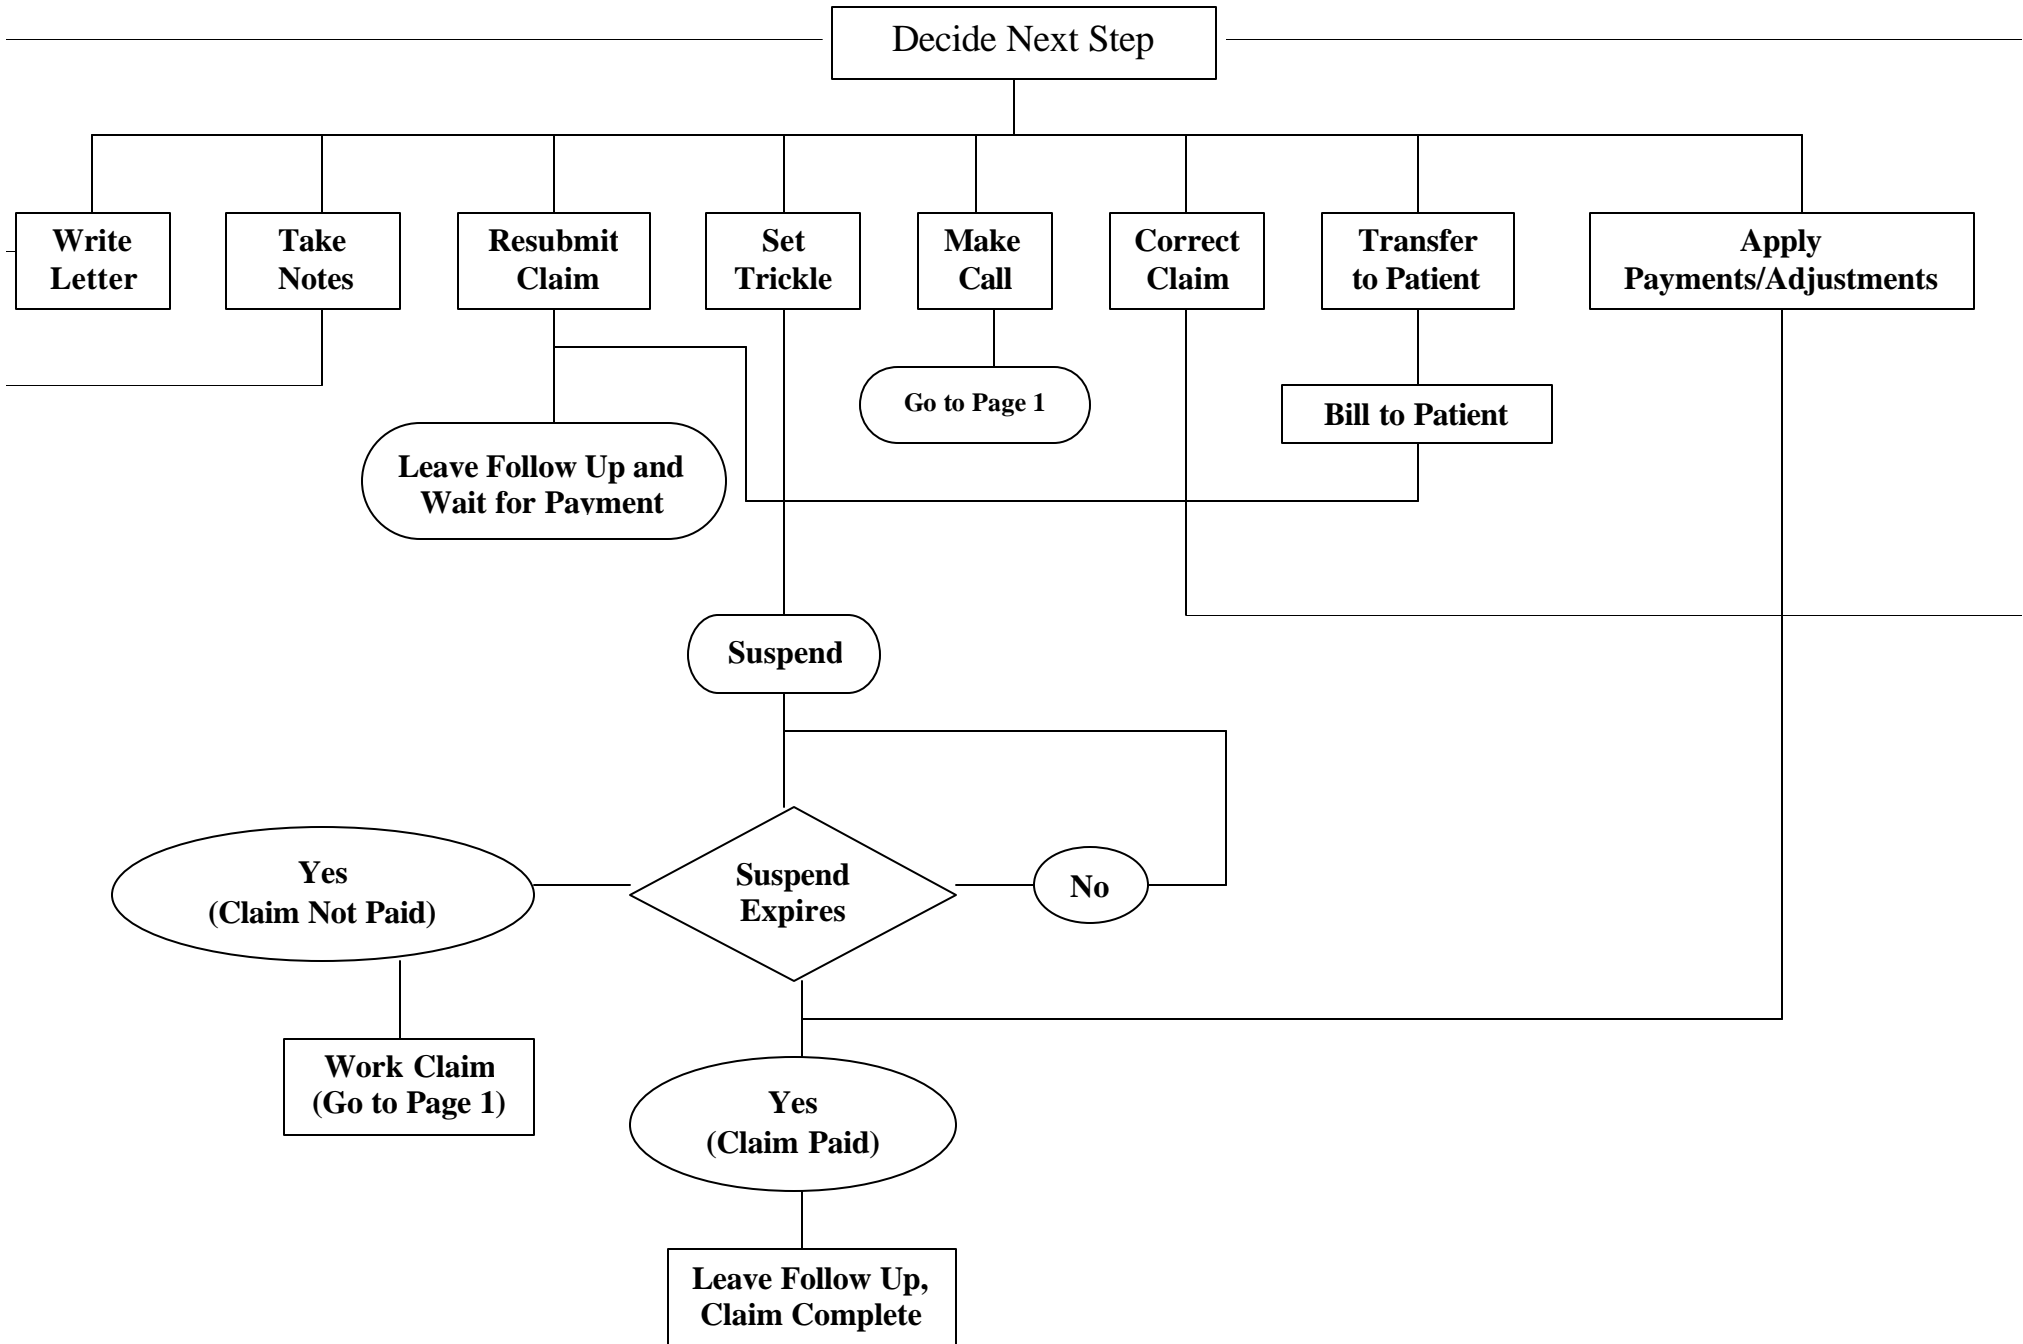 Decide Next Step
Write
Letter
Take
Notes
Resubmit
Claim
Set
Trickle
Make
Call
Correct
Claim
Transfer
to Patient
Apply
Payments/Adjustments
Go to Page 1
Bill to Patient
Leave Follow Up and
Wait for Payment
Suspend
Yes
(Claim Not Paid)
Suspend
Expires
No
Work Claim
(Go to Page 1)
Yes
(Claim Paid)
Leave Follow Up,
Claim Complete